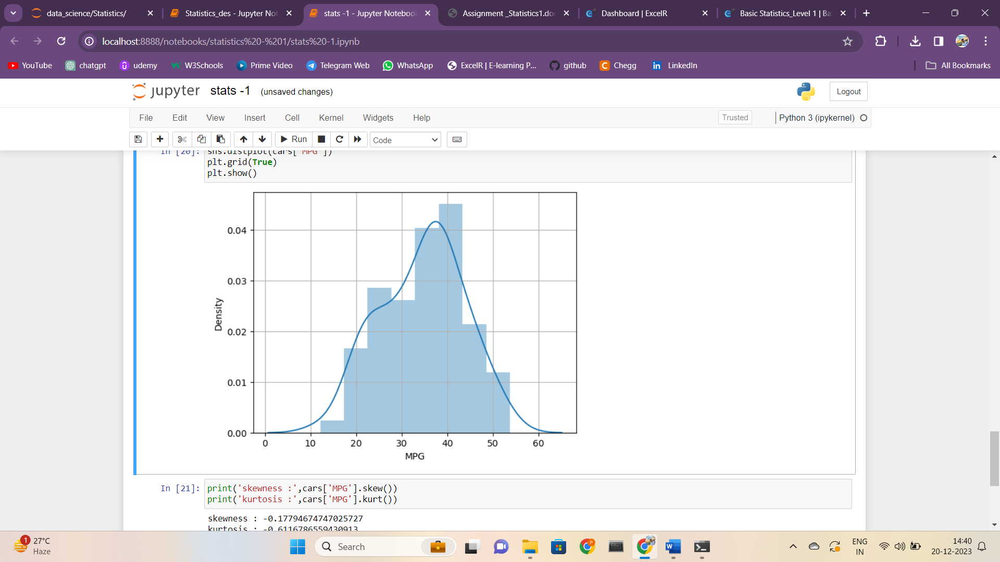 data_science/Statistics/
Statistics_des - Jupyter Not
stats -1 - Jupyter Notebook
Assignment _Statistics1.do
Dashboard | ExcelR
Basic Statistics_Level 1 | Ba
localhost:8888/notebooks/statistics%20-%201/stats%20-1.ipynb
YouTube chatgpt udemy W3Schools Prime Video Telegram Web WhatsApp ExcelR | E-learning P... github Chegg LinkedIn All Bookmarks
jupyter stats -1 (unsaved changes)
Logout
File Edit View Insert Cell Kernel Widgets Help
Trusted
Python 3 (ipykernel)
Run
Code
In [20]: sns.distplot(cars['MPG'])
plt.grid(True)
plt.show()
0.04
0.03
0.02
0.01
0.00
Density
0 10 20 30 40 50 60
MPG
In [21]: print('skewness :',cars['MPG'].skew())
print('kurtosis :',cars['MPG'].kurt())
skewness : -0.17794674747025727
kurtosis : -0.6116786559430913
1
27°C
Haze
Search
ENG
IN
14:40
20-12-2023